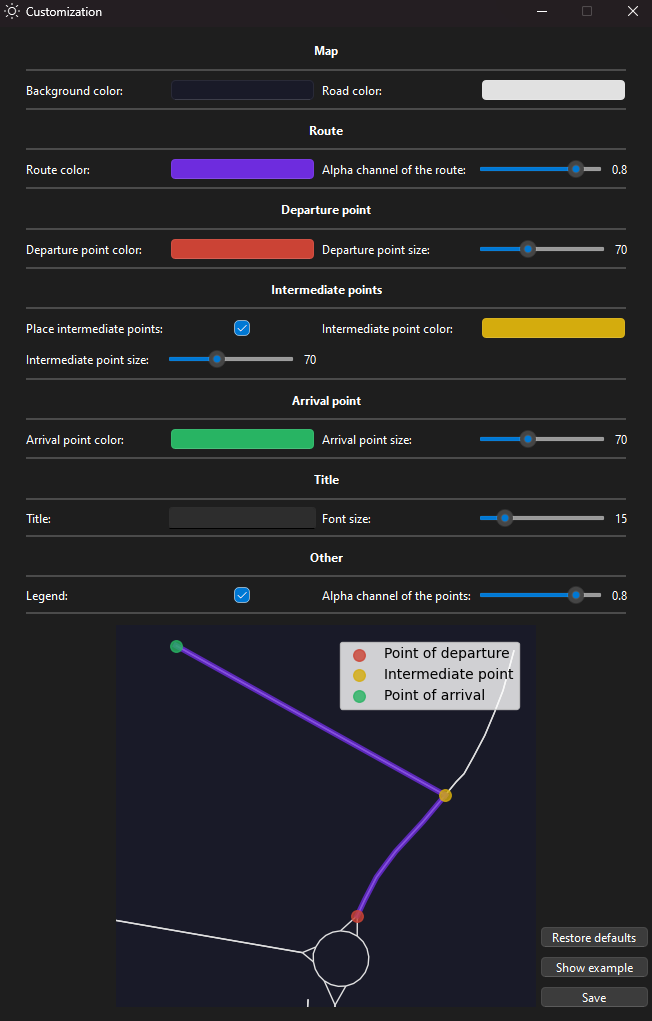 Customization
Map
Background color: Road color:
Route
Route color: Alpha channel of the route: 0.8
Departure point
Departure point color: Departure point size: 70
Intermediate points
Place intermediate points: Intermediate point color:
Intermediate point size: 70
Arrival point
Arrival point color: Arrival point size: 70
Title
Title: Font size: 15
Other
Legend: Alpha channel of the points: 0.8
Point of departure
Intermediate point
Point of arrival
Restore defaults
Show example
Save